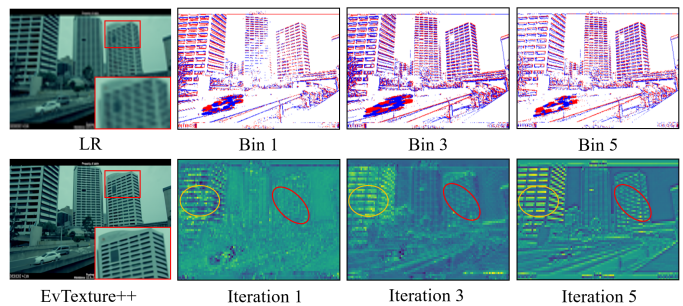 LR
Bin 1
Bin 3
Bin 5
EvTexture++
Iteration 1
Iteration 3
Iteration 5